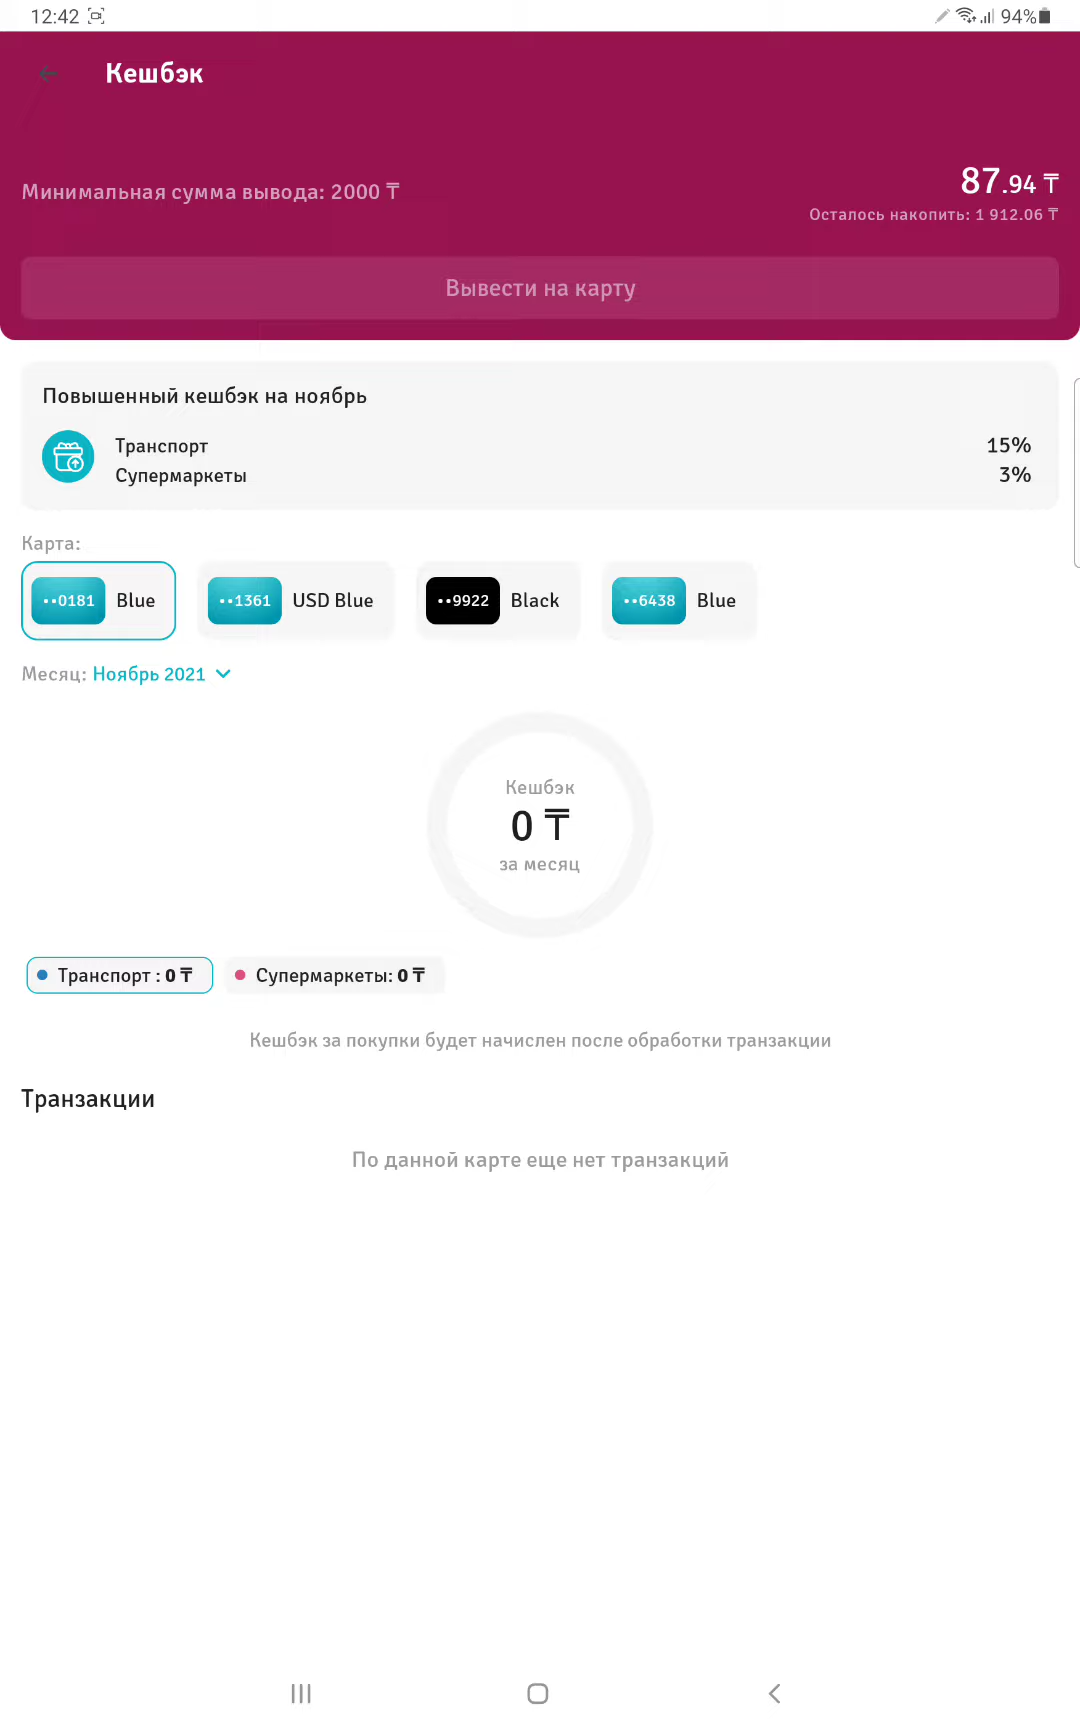 12:42 94%
Кешбэк
87.94 ₸
Минимальная сумма вывода: 2000 ₸
Осталось накопить: 1 912.06 ₸
Вывести на карту
Повышенный кешбэк на ноябрь
Транспорт 15%
Супермаркеты 3%
Карта:
••0181 Blue ••1361 USD Blue ••9922 Black ••6438 Blue
Месяц: Ноябрь 2021
Кешбэк
0 ₸
за месяц
Транспорт : 0 ₸ Супермаркеты: 0 ₸
Кешбэк за покупки будет начислен после обработки транзакции
Транзакции
По данной карте еще нет транзакций